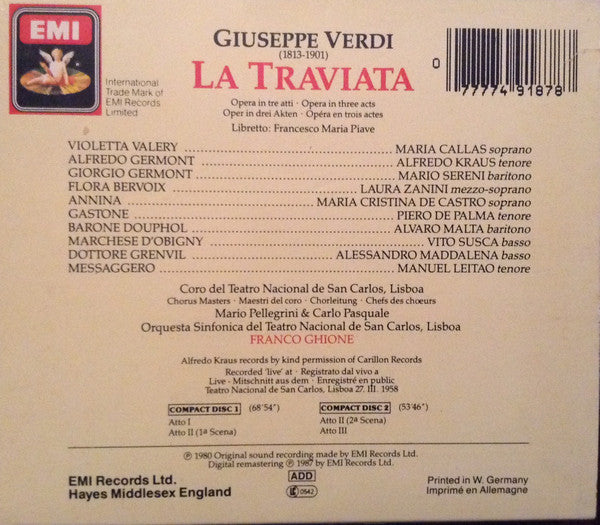 EMI
International
Trade Mark of
EMI Records
Limited
GIUSEPPE VERDI
(1813-1901)
LA TRAVIATA
Opera in tre atti · Opera in three acts
Oper in drei Akten · Opéra en trois actes
Libretto: Francesco Maria Piave
0 77774 91878
VIOLETTA VALERY MARIA CALLAS soprano
ALFREDO GERMONT ALFREDO KRAUS tenore
GIORGIO GERMONT MARIO SERENI baritono
FLORA BERVOIX LAURA ZANINI mezzo-soprano
ANNINA MARIA CRISTINA DE CASTRO soprano
GASTONE PIERO DE PALMA tenore
BARONE DOUPHOL ALVARO MALTA baritono
MARCHESE D'OBIGNY VITO SUSCA basso
DOTTORE GRENVIL ALESSANDRO MADDALENA basso
MESSAGGERO MANUEL LEITAO tenore
Coro del Teatro Nacional de San Carlos, Lisboa
Chorus Masters · Maestri del coro · Chorleitung · Chefs des chœurs
Mario Pellegrini & Carlo Pasquale
Orquesta Sinfonica del Teatro Nacional de San Carlos, Lisboa
FRANCO GHIONE
Alfredo Kraus records by kind permission of Carillon Records
Recorded 'live' at · Registrato dal vivo a
Live - Mitschnitt aus dem · Enregistré en public
Teatro Nacional de San Carlos, Lisboa 27. III. 1958
COMPACT DISC 1 (68'54")
Atto I
Atto II (1ª Scena)
COMPACT DISC 2 (53'46")
Atto II (2ª Scena)
Atto III
℗ 1980 Original sound recording made by EMI Records Ltd.
Digital remastering ℗ 1987 by EMI Records Ltd.
EMI Records Ltd.
Hayes Middlesex England
ADD
LC 0542
Printed in W. Germany
Imprimé en Allemagne